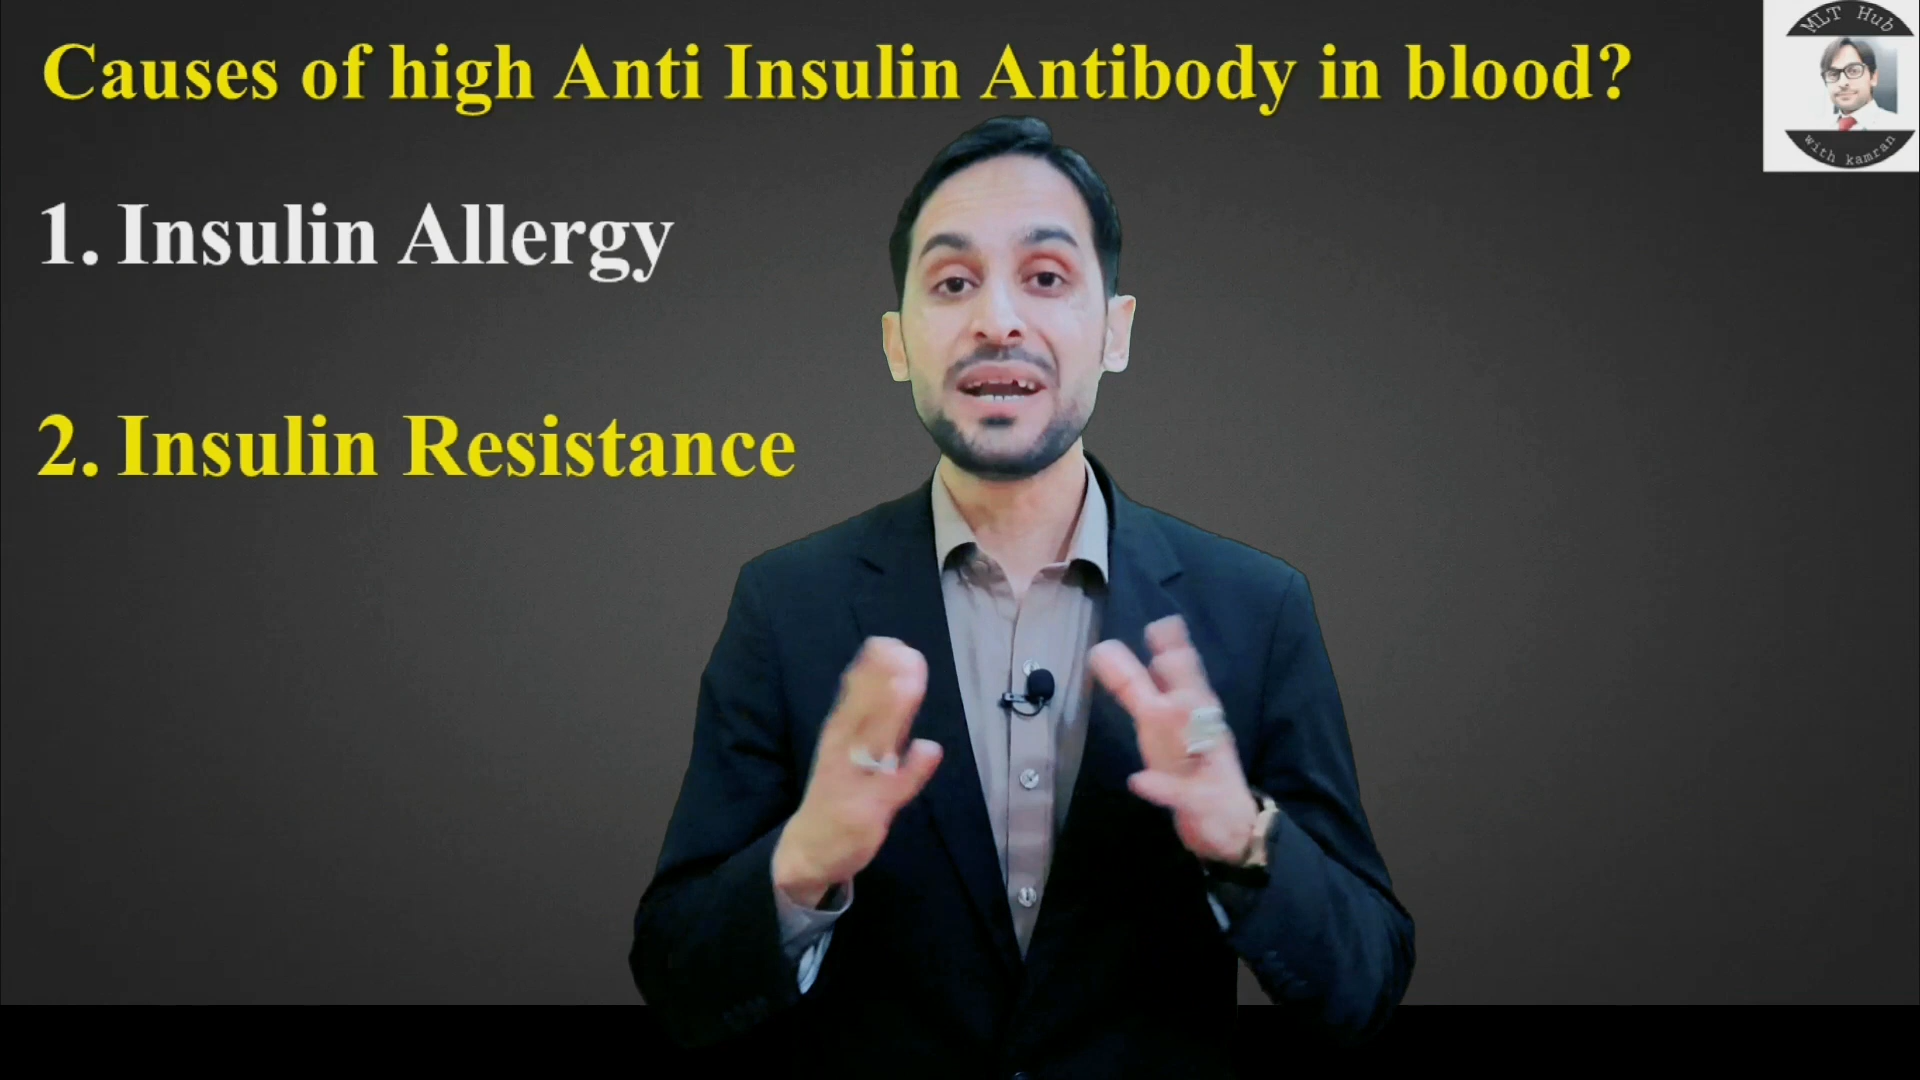 Causes of high Anti Insulin Antibody in blood?
MLT Hub
with kamran
1. Insulin Allergy
2. Insulin Resistance